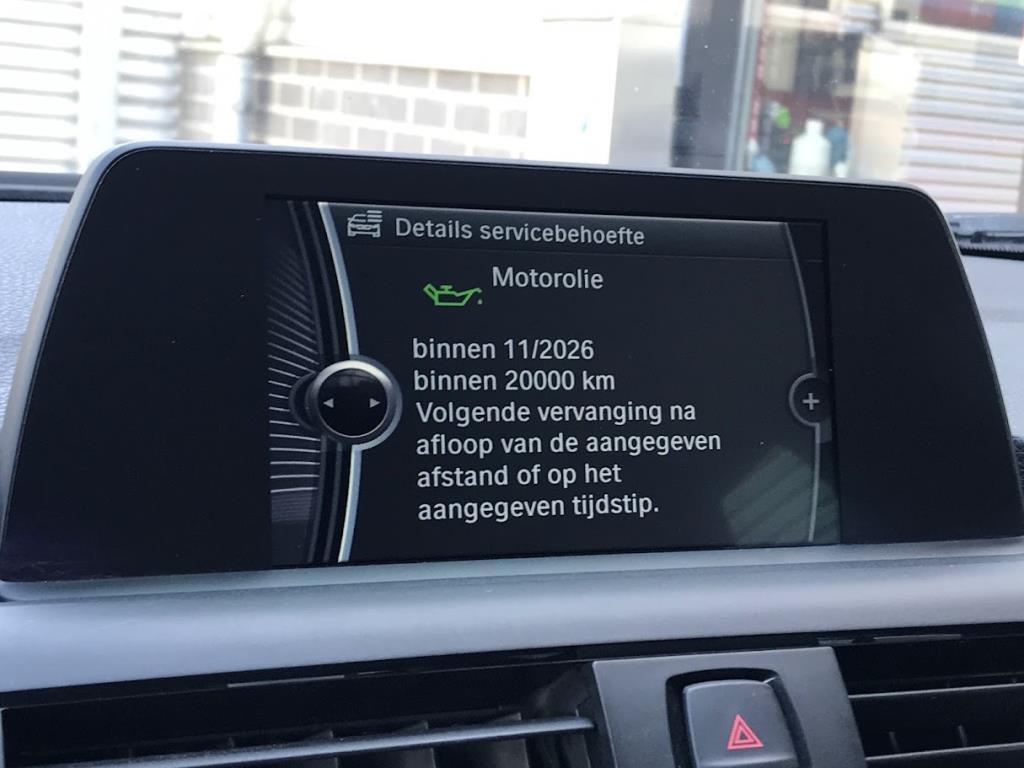 Details servicebehoefte
Motorolie
binnen 11/2026
binnen 20000 km
Volgende vervanging na
afloop van de aangegeven
afstand of op het
aangegeven tijdstip.